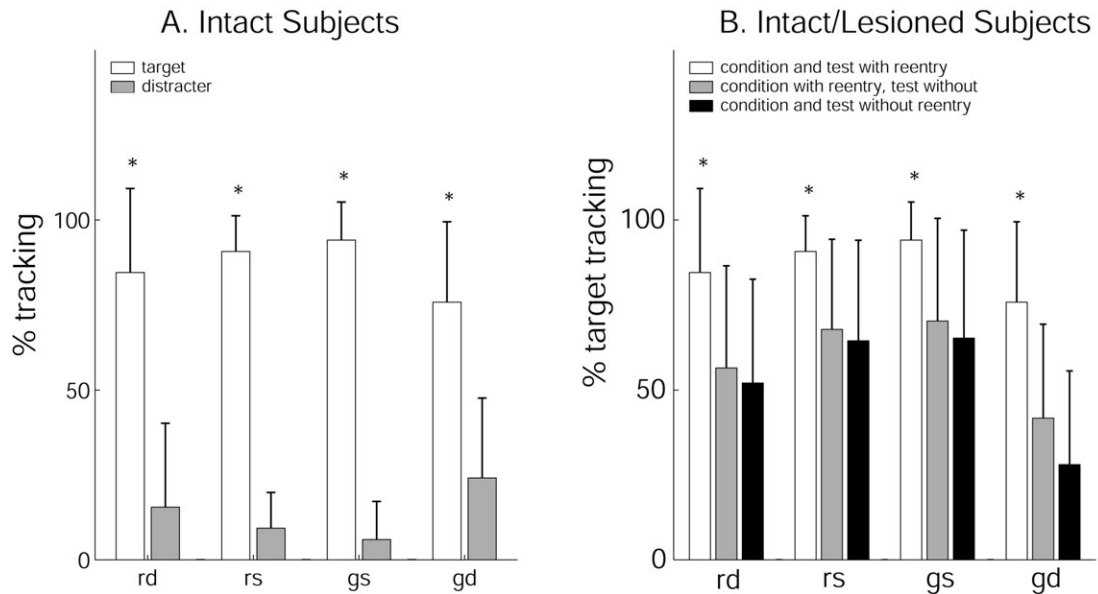 A. Intact Subjects
target
distracter
* * * *
% tracking
100
50
0
rd rs gs gd
B. Intact/Lesioned Subjects
condition and test with reentry
condition with reentry, test without
condition and test without reentry
* * * *
% target tracking
100
50
0
rd rs gs gd